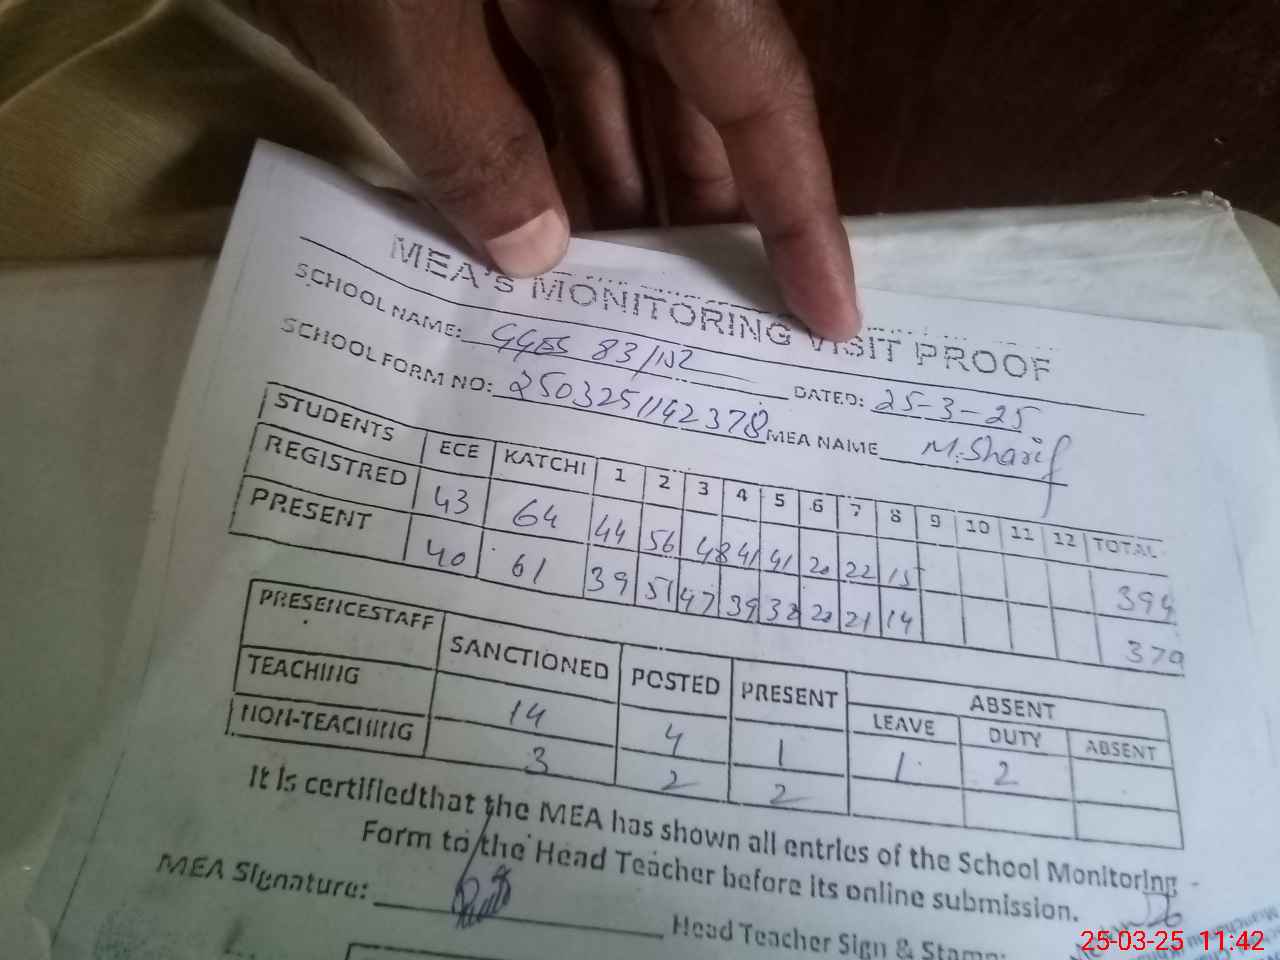 MEA'S MONITORING VISIT PROOF
SCHOOL NAME: GGES 83/15L DATED: 25-3-25
SCHOOL FORM NO: 2503251142378 MEA NAME M.Sharif
STUDENTS ECE KATCHI 1 2 3 4 5 6 7 8 9 10 11 12 TOTAL
REGISTRED 43 64 44 56 48 41 41 20 22 15 394
PRESENT 40 61 39 51 47 39 38 20 21 14 370
PRESENCESTAFF SANCTIONED POSTED PRESENT ABSENT
LEAVE DUTY ABSENT
TEACHING 14 4 1 1 2
NON-TEACHING 3 2 2
It is certifiedthat the MEA has shown all entries of the School Monitoring
Form to the Head Teacher before its online submission.
MEA Signature:
Head Teacher Sign & Stamp:
25-03-25 11:42